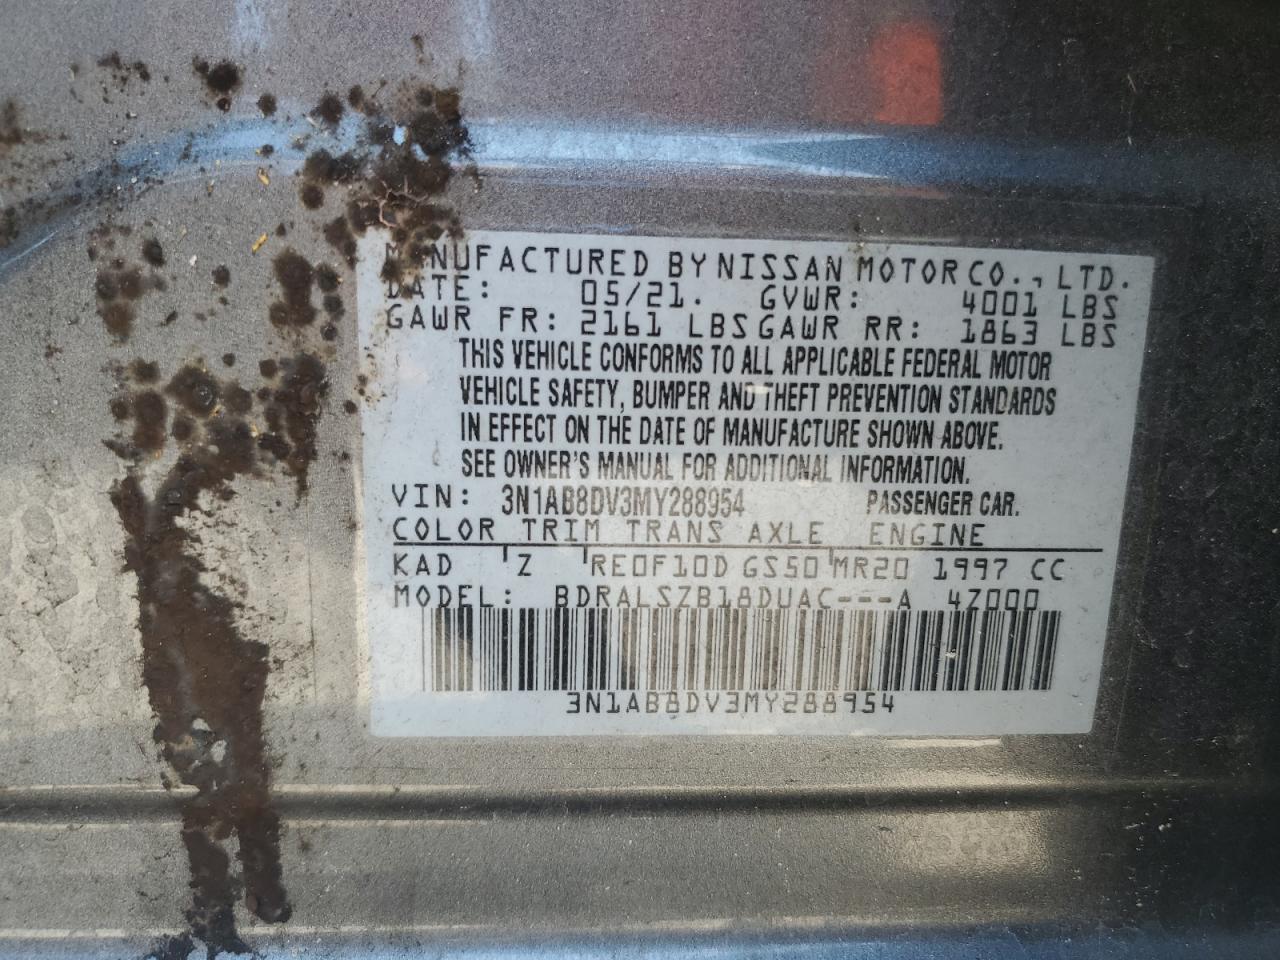 MANUFACTURED BY NISSAN MOTOR CO., LTD.
DATE: 05/21. GVWR: 4001 LBS
GAWR FR: 2161 LBS GAWR RR: 1863 LBS
THIS VEHICLE CONFORMS TO ALL APPLICABLE FEDERAL MOTOR
VEHICLE SAFETY, BUMPER AND THEFT PREVENTION STANDARDS
IN EFFECT ON THE DATE OF MANUFACTURE SHOWN ABOVE.
SEE OWNER'S MANUAL FOR ADDITIONAL INFORMATION.
VIN: 3N1AB8DV3MY288954 PASSENGER CAR.
COLOR TRIM TRANS AXLE ENGINE
KAD Z RE0F10D GS50 MR20 1997 CC
MODEL: BDRALSZB18DUAC---A 4Z000
3N1AB8DV3MY288954